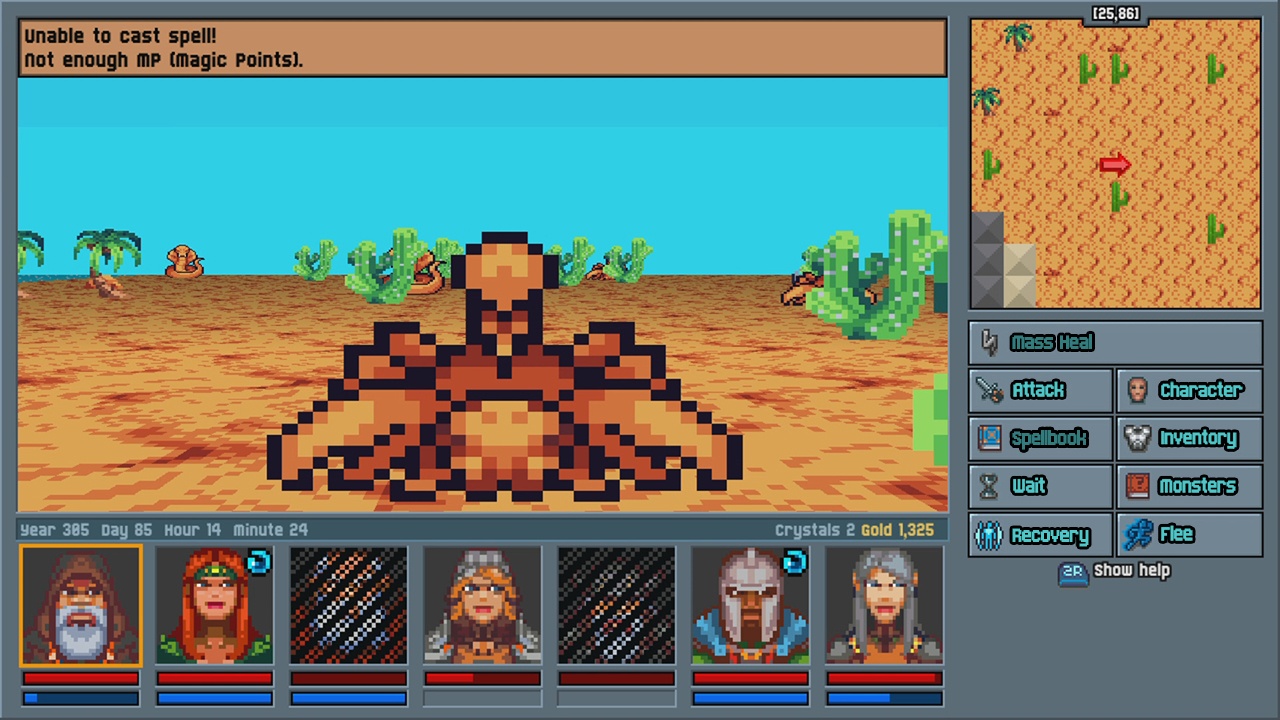 Unable to cast spell!
Not enough MP (Magic Points).
[25,86]
Mass Heal
Attack
Character
Spellbook
Inventory
Wait
Monsters
Recovery
Flee
2R Show help
Year 305 Day 85 Hour 14 Minute 24
Crystals 2 Gold 1,325